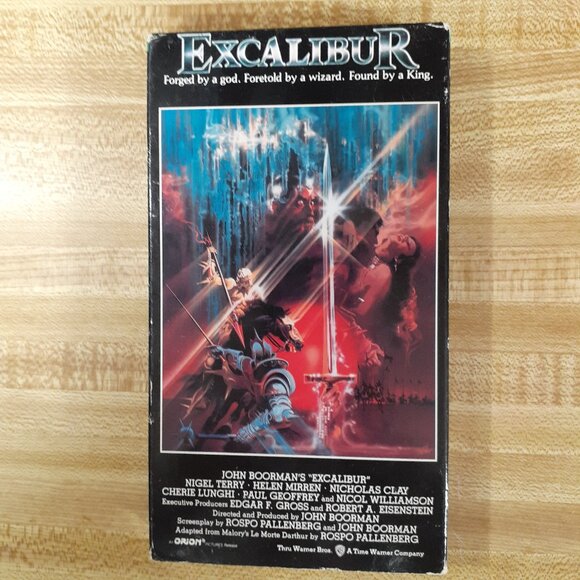 EXCALIBUR
Forged by a god. Foretold by a wizard. Found by a King.
JOHN BOORMAN'S "EXCALIBUR"
NIGEL TERRY · HELEN MIRREN · NICHOLAS CLAY
CHERIE LUNGHI · PAUL GEOFFREY and NICOL WILLIAMSON
Executive Producers EDGAR F. GROSS and ROBERT A. EISENSTEIN
Directed and Produced by JOHN BOORMAN
Screenplay by ROSPO PALLENBERG and JOHN BOORMAN
Adapted from Malory's Le Morte Darthur by ROSPO PALLENBERG
AN ORION PICTURES Release
Thru Warner Bros. A Time Warner Company